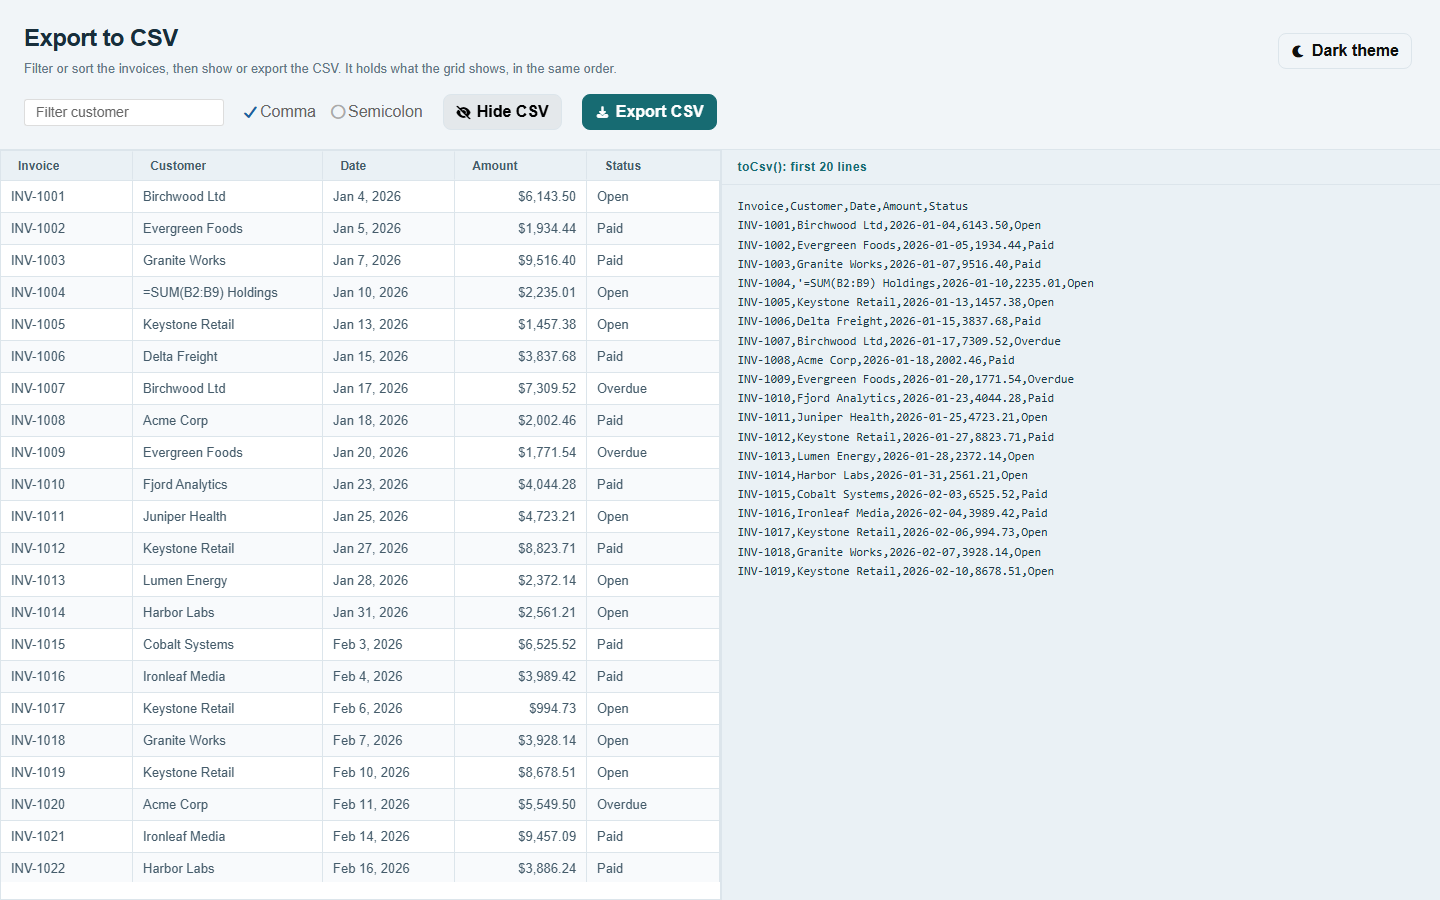 Export to CSV
Filter or sort the invoices, then show or export the CSV. It holds what the grid shows, in the same order.
Dark theme
Filter customer Comma Semicolon Hide CSV Export CSV
Invoice Customer Date Amount Status
INV-1001 Birchwood Ltd Jan 4, 2026 $6,143.50 Open
INV-1002 Evergreen Foods Jan 5, 2026 $1,934.44 Paid
INV-1003 Granite Works Jan 7, 2026 $9,516.40 Paid
INV-1004 =SUM(B2:B9) Holdings Jan 10, 2026 $2,235.01 Open
INV-1005 Keystone Retail Jan 13, 2026 $1,457.38 Open
INV-1006 Delta Freight Jan 15, 2026 $3,837.68 Paid
INV-1007 Birchwood Ltd Jan 17, 2026 $7,309.52 Overdue
INV-1008 Acme Corp Jan 18, 2026 $2,002.46 Paid
INV-1009 Evergreen Foods Jan 20, 2026 $1,771.54 Overdue
INV-1010 Fjord Analytics Jan 23, 2026 $4,044.28 Paid
INV-1011 Juniper Health Jan 25, 2026 $4,723.21 Open
INV-1012 Keystone Retail Jan 27, 2026 $8,823.71 Paid
INV-1013 Lumen Energy Jan 28, 2026 $2,372.14 Open
INV-1014 Harbor Labs Jan 31, 2026 $2,561.21 Open
INV-1015 Cobalt Systems Feb 3, 2026 $6,525.52 Paid
INV-1016 Ironleaf Media Feb 4, 2026 $3,989.42 Paid
INV-1017 Keystone Retail Feb 6, 2026 $994.73 Open
INV-1018 Granite Works Feb 7, 2026 $3,928.14 Open
INV-1019 Keystone Retail Feb 10, 2026 $8,678.51 Open
INV-1020 Acme Corp Feb 11, 2026 $5,549.50 Overdue
INV-1021 Ironleaf Media Feb 14, 2026 $9,457.09 Paid
INV-1022 Harbor Labs Feb 16, 2026 $3,886.24 Paid
toCsv(): first 20 lines
Invoice,Customer,Date,Amount,Status
INV-1001,Birchwood Ltd,2026-01-04,6143.50,Open
INV-1002,Evergreen Foods,2026-01-05,1934.44,Paid
INV-1003,Granite Works,2026-01-07,9516.40,Paid
INV-1004,'=SUM(B2:B9) Holdings,2026-01-10,2235.01,Open
INV-1005,Keystone Retail,2026-01-13,1457.38,Open
INV-1006,Delta Freight,2026-01-15,3837.68,Paid
INV-1007,Birchwood Ltd,2026-01-17,7309.52,Overdue
INV-1008,Acme Corp,2026-01-18,2002.46,Paid
INV-1009,Evergreen Foods,2026-01-20,1771.54,Overdue
INV-1010,Fjord Analytics,2026-01-23,4044.28,Paid
INV-1011,Juniper Health,2026-01-25,4723.21,Open
INV-1012,Keystone Retail,2026-01-27,8823.71,Paid
INV-1013,Lumen Energy,2026-01-28,2372.14,Open
INV-1014,Harbor Labs,2026-01-31,2561.21,Open
INV-1015,Cobalt Systems,2026-02-03,6525.52,Paid
INV-1016,Ironleaf Media,2026-02-04,3989.42,Paid
INV-1017,Keystone Retail,2026-02-06,994.73,Open
INV-1018,Granite Works,2026-02-07,3928.14,Open
INV-1019,Keystone Retail,2026-02-10,8678.51,Open